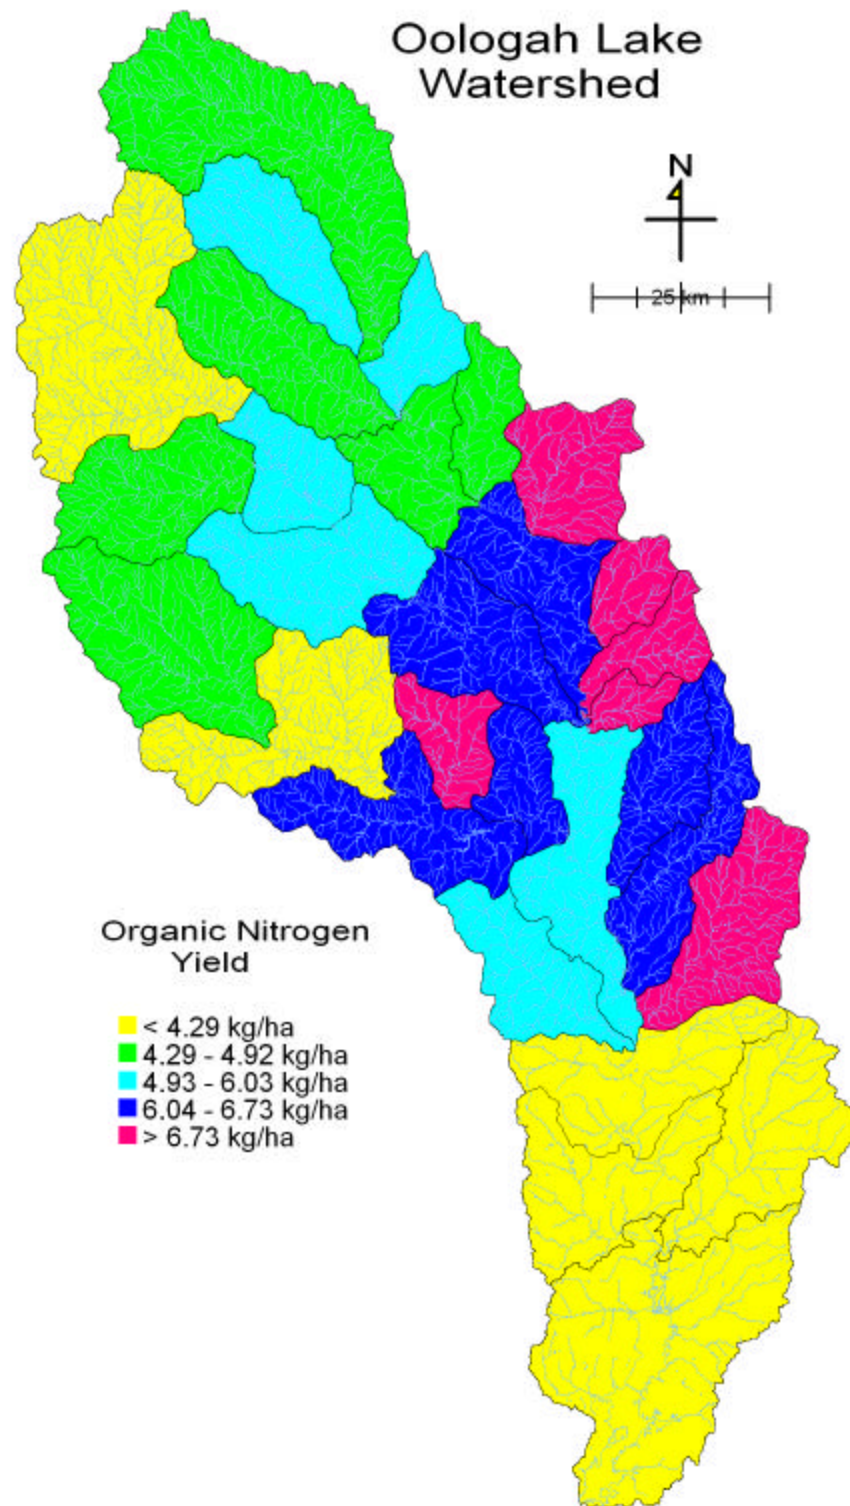 Oologah Lake
Watershed
N
25 km
Organic Nitrogen
Yield
< 4.29 kg/ha
4.29 - 4.92 kg/ha
4.93 - 6.03 kg/ha
6.04 - 6.73 kg/ha
> 6.73 kg/ha